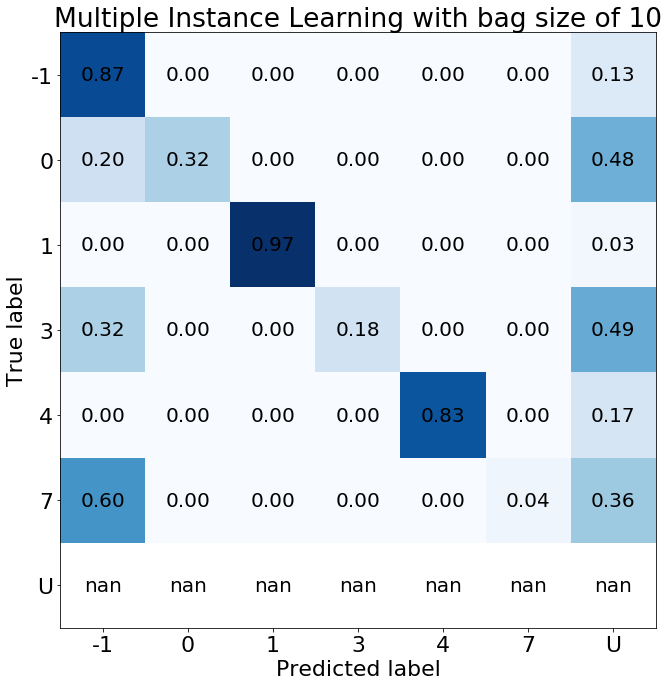 Multiple Instance Learning with bag size of 10
-1 0.87 0.00 0.00 0.00 0.00 0.00 0.13
0 0.20 0.32 0.00 0.00 0.00 0.00 0.48
1 0.00 0.00 0.97 0.00 0.00 0.00 0.03
3 0.32 0.00 0.00 0.18 0.00 0.00 0.49
4 0.00 0.00 0.00 0.00 0.83 0.00 0.17
7 0.60 0.00 0.00 0.00 0.00 0.04 0.36
U nan nan nan nan nan nan nan
True label
-1 0 1 3 4 7 U
Predicted label